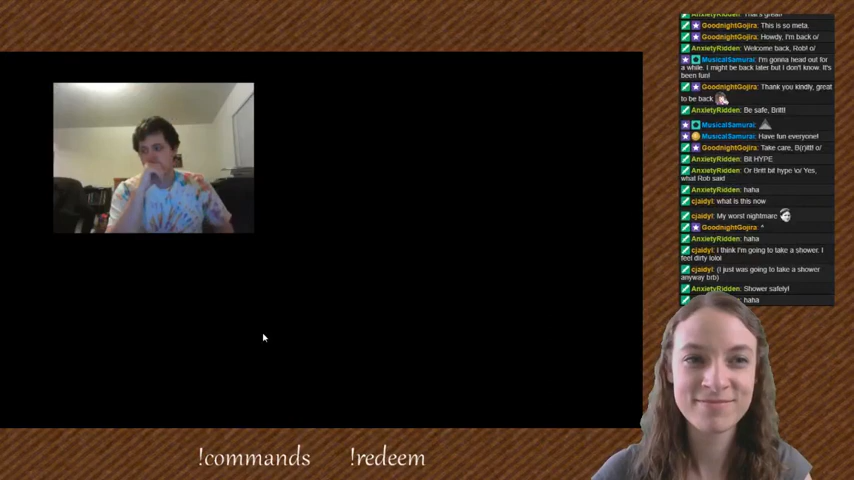 AnxietyRidden: That's great!
GoodnightGojira: This is so meta.
GoodnightGojira: Howdy, I'm back o/
AnxietyRidden: Welcome back, Rob! o/
MusicalSamurai: I'm gonna head out for
a while. I might be back later but I don't know. It's
been fun!
GoodnightGojira: Thank you kindly, great
to be back
AnxietyRidden: Be safe, Britt!
MusicalSamurai:
MusicalSamurai: Have fun everyone!
GoodnightGojira: Take care, B(r)itt! o/
AnxietyRidden: Bit HYPE
AnxietyRidden: Or Britt bit hype \o/ Yes,
what Rob said
AnxietyRidden: haha
cjaidyl: what is this now
cjaidyl: My worst nightmare
GoodnightGojira: ^
AnxietyRidden: haha
cjaidyl: i think I'm going to take a shower. I
feel dirty lolol
cjaidyl: (I just was going to take a shower
anyway brb)
AnxietyRidden: Shower safely!
haha
!commands !redeem